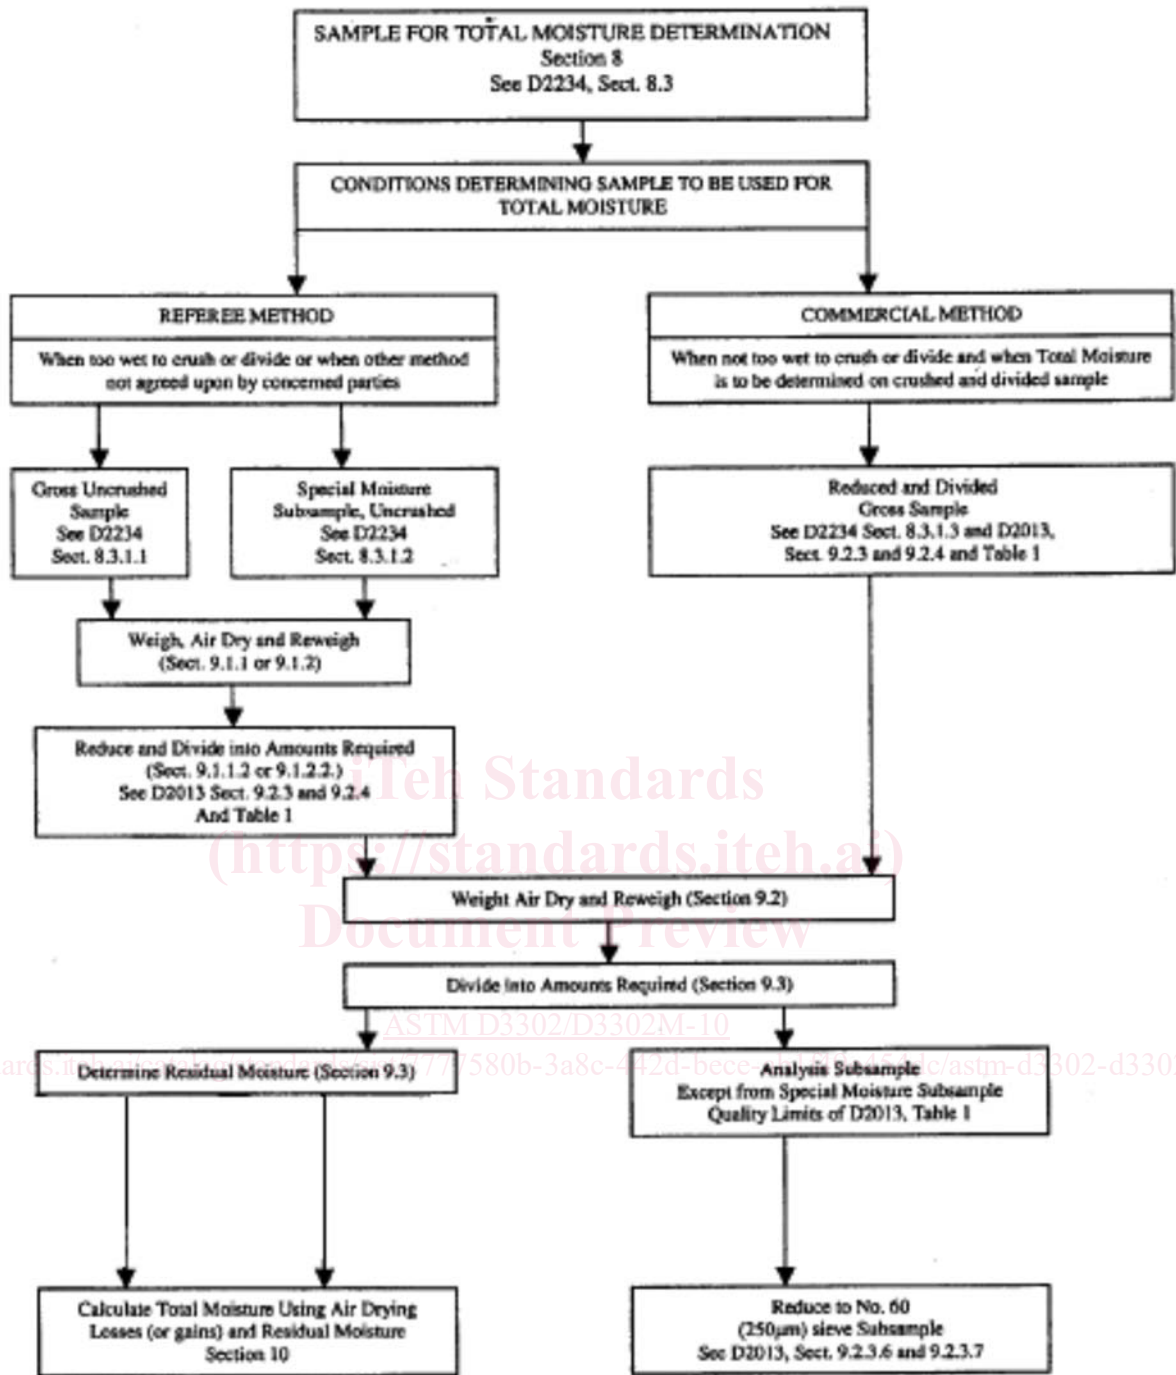 SAMPLE FOR TOTAL MOISTURE DETERMINATION
Section 8
See D2234, Sect. 8.3
CONDITIONS DETERMINING SAMPLE TO BE USED FOR
TOTAL MOISTURE
REFEREE METHOD
When too wet to crush or divide or when other method
not agreed upon by concerned parties
COMMERCIAL METHOD
When not too wet to crush or divide and when Total Moisture
is to be determined on crushed and divided sample
Gross Uncrushed
Sample
See D2234
Sect. 8.3.1.1
Special Moisture
Subsample, Uncrushed
See D2234
Sect. 8.3.1.2
Reduced and Divided
Gross Sample
See D2234 Sect. 8.3.1.3 and D2013,
Sect. 9.2.3 and 9.2.4 and Table 1
Weigh, Air Dry and Reweigh
(Sect. 9.1.1 or 9.1.2)
Reduce and Divide into Amounts Required
(Sect. 9.1.1.2 or 9.1.2.2.)
See D2013 Sect. 9.2.3 and 9.2.4
And Table 1
iTeh Standards
(https://standards.iteh.ai)
Document Preview
Weight Air Dry and Reweigh (Section 9.2)
Divide into Amounts Required (Section 9.3)
ASTM D3302/D3302M-10
Determine Residual Moisture (Section 9.3)
Analysis Subsample
Except from Special Moisture Subsample
Quality Limits of D2013, Table 1
Calculate Total Moisture Using Air Drying
Losses (or gains) and Residual Moisture
Section 10
Reduce to No. 60
(250μm) sieve Subsample
See D2013, Sect. 9.2.3.6 and 9.2.3.7